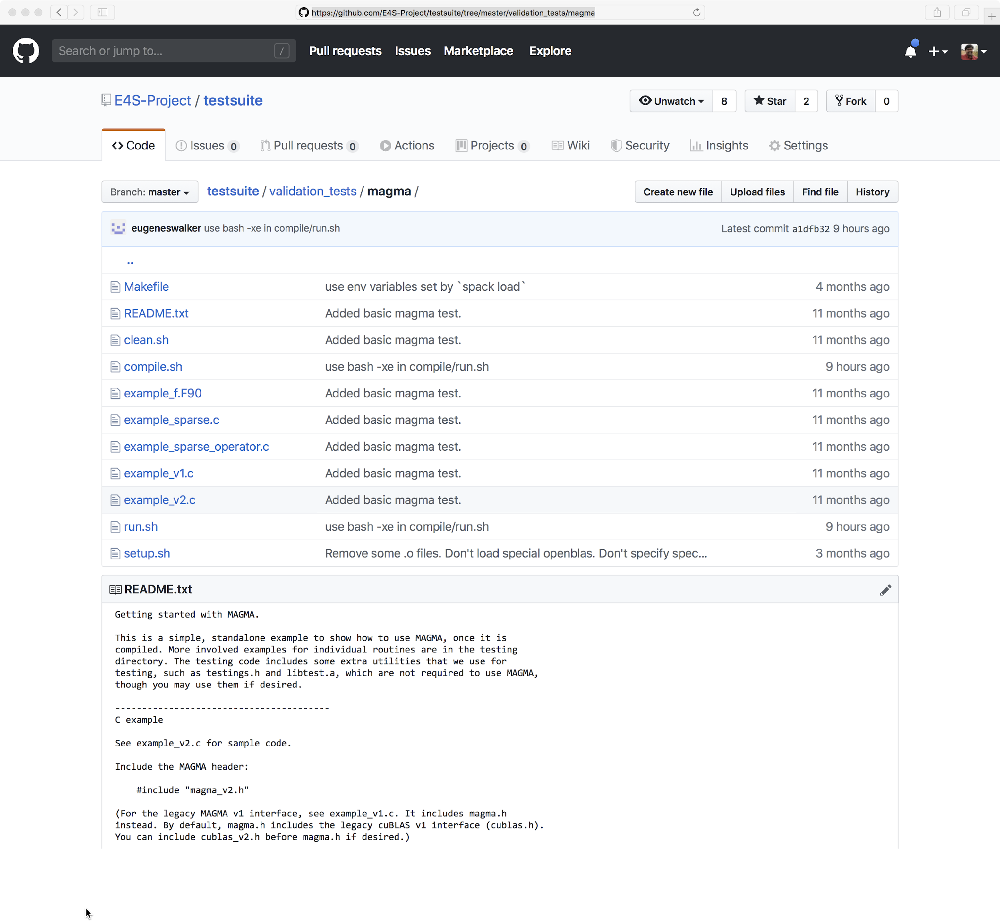 https://github.com/E4S-Project/testsuite/tree/master/validation_tests/magma
Search or jump to... / Pull requests Issues Marketplace Explore
E4S-Project / testsuite Unwatch 8 Star 2 Fork 0
Code Issues 0 Pull requests 0 Actions Projects 0 Wiki Security Insights Settings
Branch: master testsuite / validation_tests / magma / Create new file Upload files Find file History
eugeneswalker use bash -xe in compile/run.sh Latest commit a1dfb32 9 hours ago
..
Makefile use env variables set by `spack load` 4 months ago
README.txt Added basic magma test. 11 months ago
clean.sh Added basic magma test. 11 months ago
compile.sh use bash -xe in compile/run.sh 9 hours ago
example_f.F90 Added basic magma test. 11 months ago
example_sparse.c Added basic magma test. 11 months ago
example_sparse_operator.c Added basic magma test. 11 months ago
example_v1.c Added basic magma test. 11 months ago
example_v2.c Added basic magma test. 11 months ago
run.sh use bash -xe in compile/run.sh 9 hours ago
setup.sh Remove some .o files. Don't load special openblas. Don't specify spec... 3 months ago
README.txt
Getting started with MAGMA.
This is a simple, standalone example to show how to use MAGMA, once it is
compiled. More involved examples for individual routines are in the testing
directory. The testing code includes some extra utilities that we use for
testing, such as testings.h and libtest.a, which are not required to use MAGMA,
though you may use them if desired.
----------------------------------------
C example
See example_v2.c for sample code.
Include the MAGMA header:
#include "magma_v2.h"
(For the legacy MAGMA v1 interface, see example_v1.c. It includes magma.h
instead. By default, magma.h includes the legacy cuBLAS v1 interface (cublas.h).
You can include cublas_v2.h before magma.h if desired.)